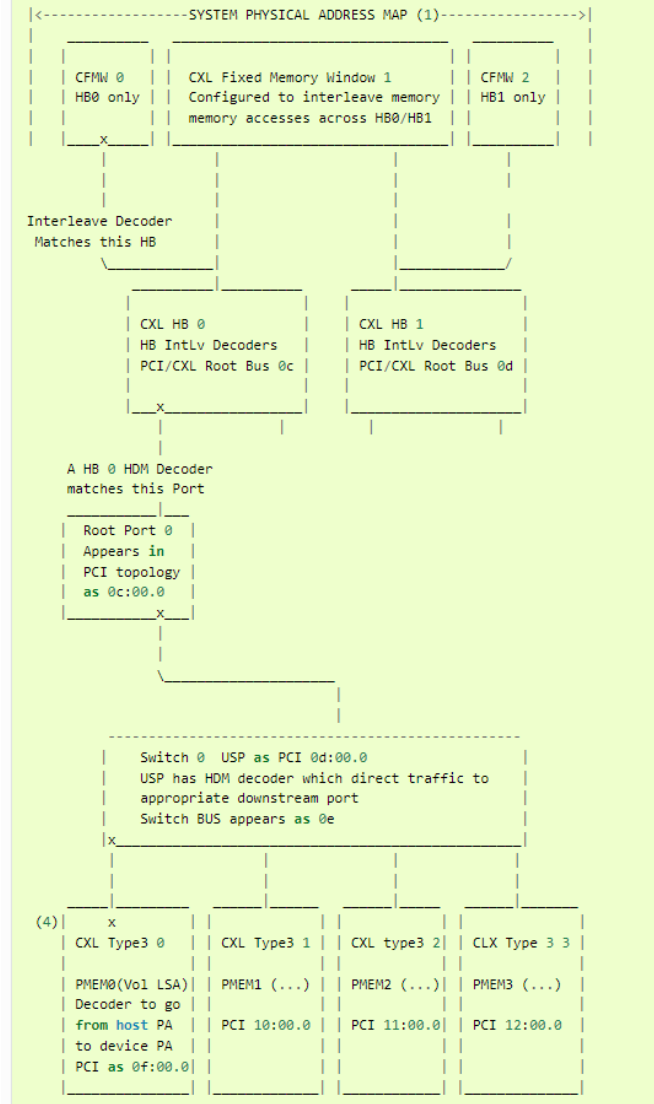 |<------------------SYSTEM PHYSICAL ADDRESS MAP (1)----------------->|
CFMW 0 CXL Fixed Memory Window 1 CFMW 2
HB0 only Configured to interleave memory HB1 only
memory accesses across HB0/HB1
x
Interleave Decoder
Matches this HB
CXL HB 0 CXL HB 1
HB IntLv Decoders HB IntLv Decoders
PCI/CXL Root Bus 0c PCI/CXL Root Bus 0d
x
A HB 0 HDM Decoder
matches this Port
Root Port 0
Appears in
PCI topology
as 0c:00.0
x
Switch 0 USP as PCI 0d:00.0
USP has HDM decoder which direct traffic to
appropriate downstream port
Switch BUS appears as 0e
x
(4) x
CXL Type3 0 CXL Type3 1 CXL type3 2 CLX Type 3 3
PMEM0(Vol LSA) PMEM1 (...) PMEM2 (...) PMEM3 (...)
Decoder to go
from host PA PCI 10:00.0 PCI 11:00.0 PCI 12:00.0
to device PA
PCI as 0f:00.0